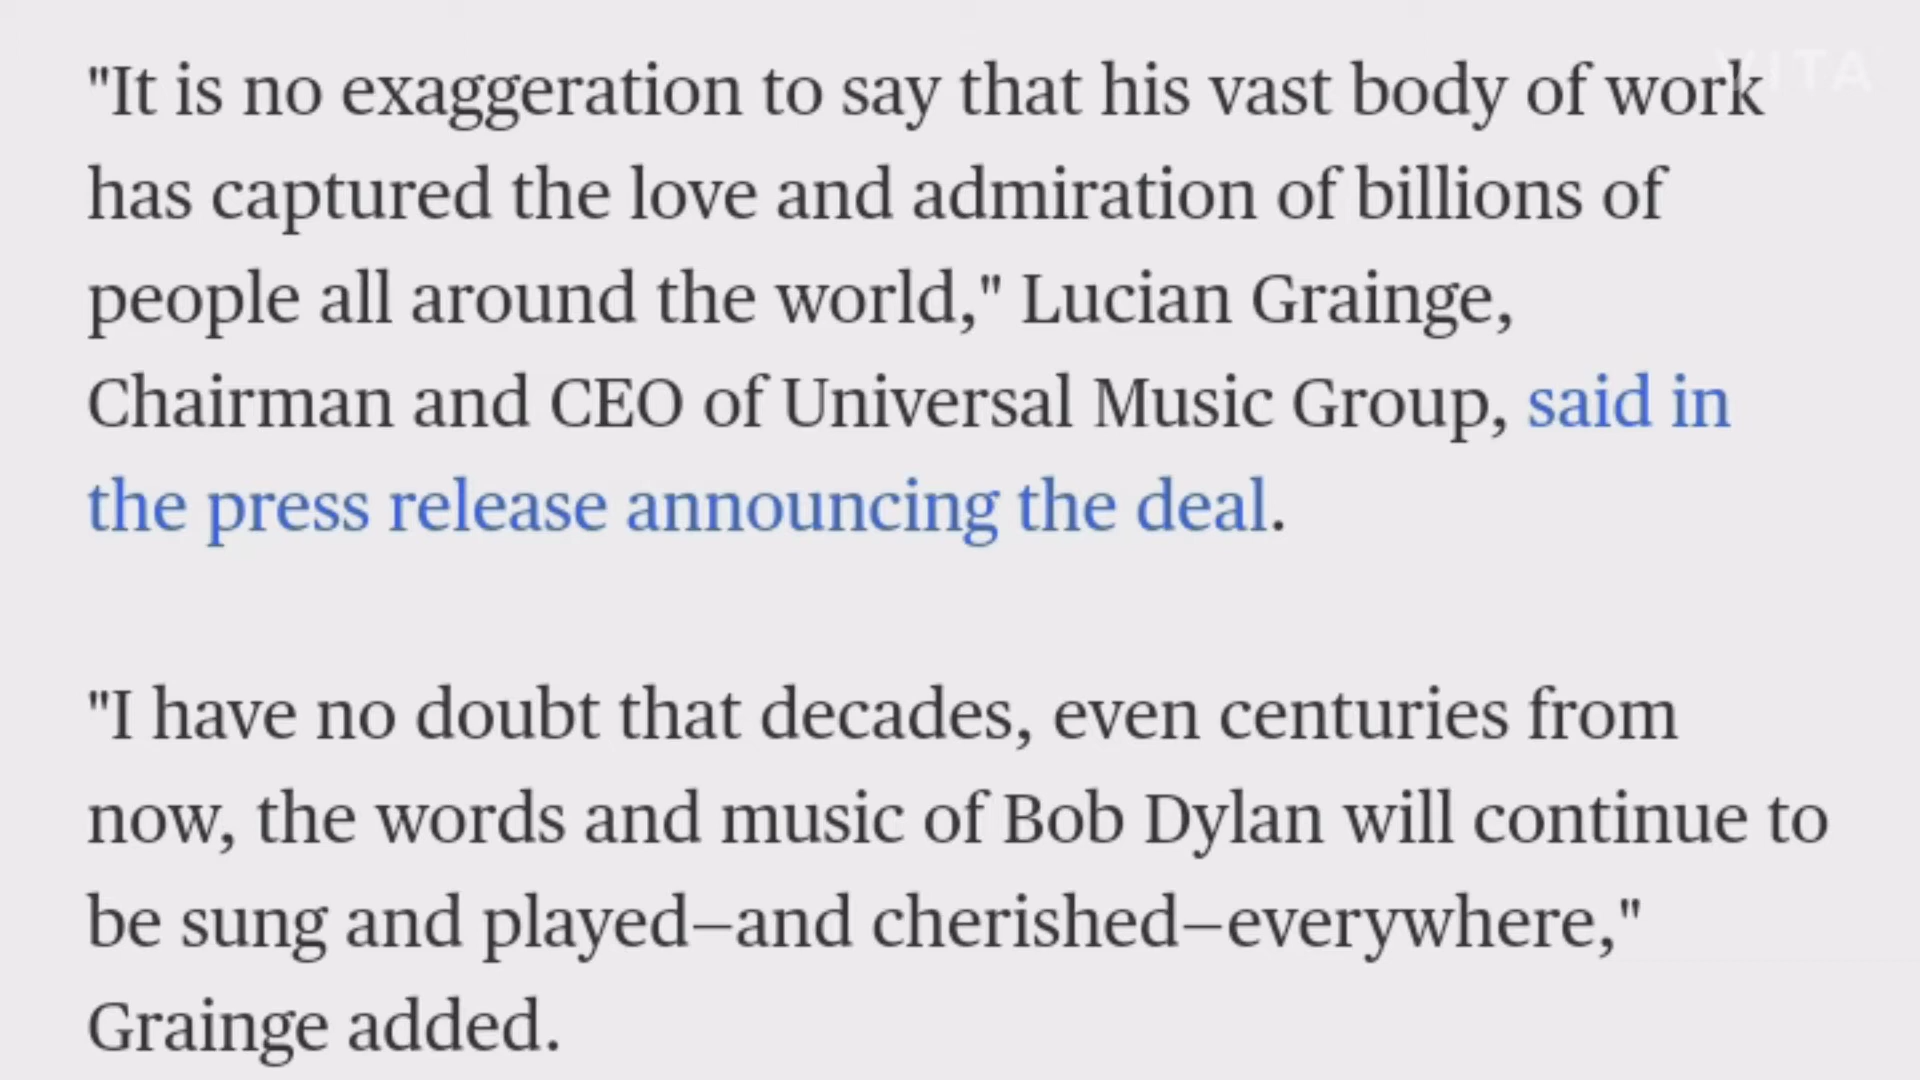 "It is no exaggeration to say that his vast body of work
has captured the love and admiration of billions of
people all around the world," Lucian Grainge,
Chairman and CEO of Universal Music Group, said in
the press release announcing the deal.
"I have no doubt that decades, even centuries from
now, the words and music of Bob Dylan will continue to
be sung and played—and cherished—everywhere,"
Grainge added.
VITA